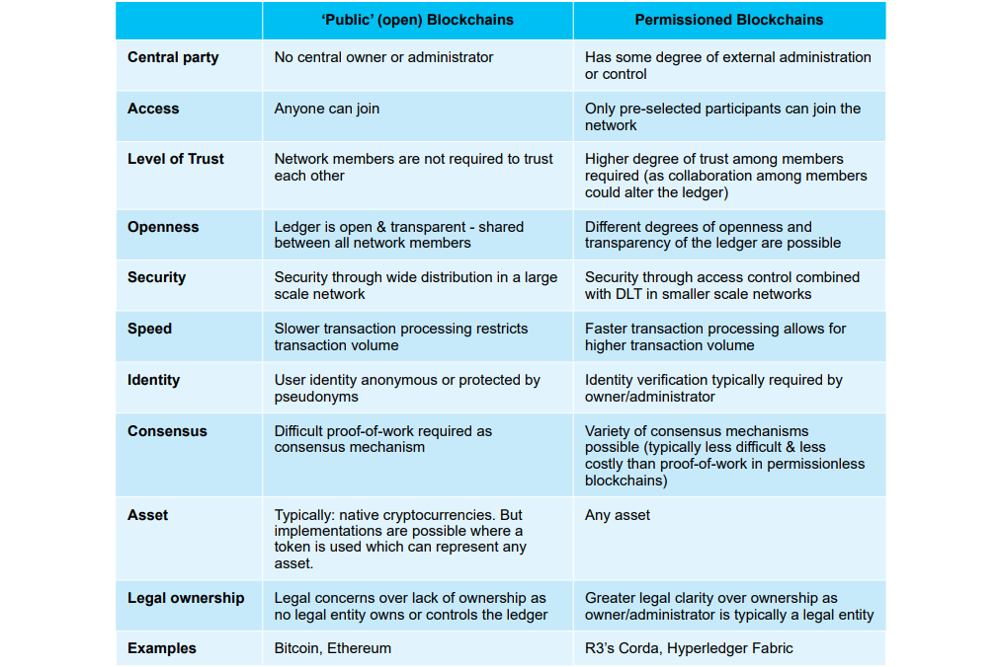 ‘Public’ (open) Blockchains
Permissioned Blockchains
Central party
No central owner or administrator
Has some degree of external administration
or control
Access
Anyone can join
Only pre-selected participants can join the
network
Level of Trust
Network members are not required to trust
each other
Higher degree of trust among members
required (as collaboration among members
could alter the ledger)
Openness
Ledger is open & transparent - shared
between all network members
Different degrees of openness and
transparency of the ledger are possible
Security
Security through wide distribution in a large
scale network
Security through access control combined
with DLT in smaller scale networks
Speed
Slower transaction processing restricts
transaction volume
Faster transaction processing allows for
higher transaction volume
Identity
User identity anonymous or protected by
pseudonyms
Identity verification typically required by
owner/administrator
Consensus
Difficult proof-of-work required as
consensus mechanism
Variety of consensus mechanisms
possible (typically less difficult & less
costly than proof-of-work in permissionless
blockchains)
Asset
Typically: native cryptocurrencies. But
implementations are possible where a
token is used which can represent any
asset.
Any asset
Legal ownership
Legal concerns over lack of ownership as
no legal entity owns or controls the ledger
Greater legal clarity over ownership as
owner/administrator is typically a legal entity
Examples
Bitcoin, Ethereum
R3’s Corda, Hyperledger Fabric